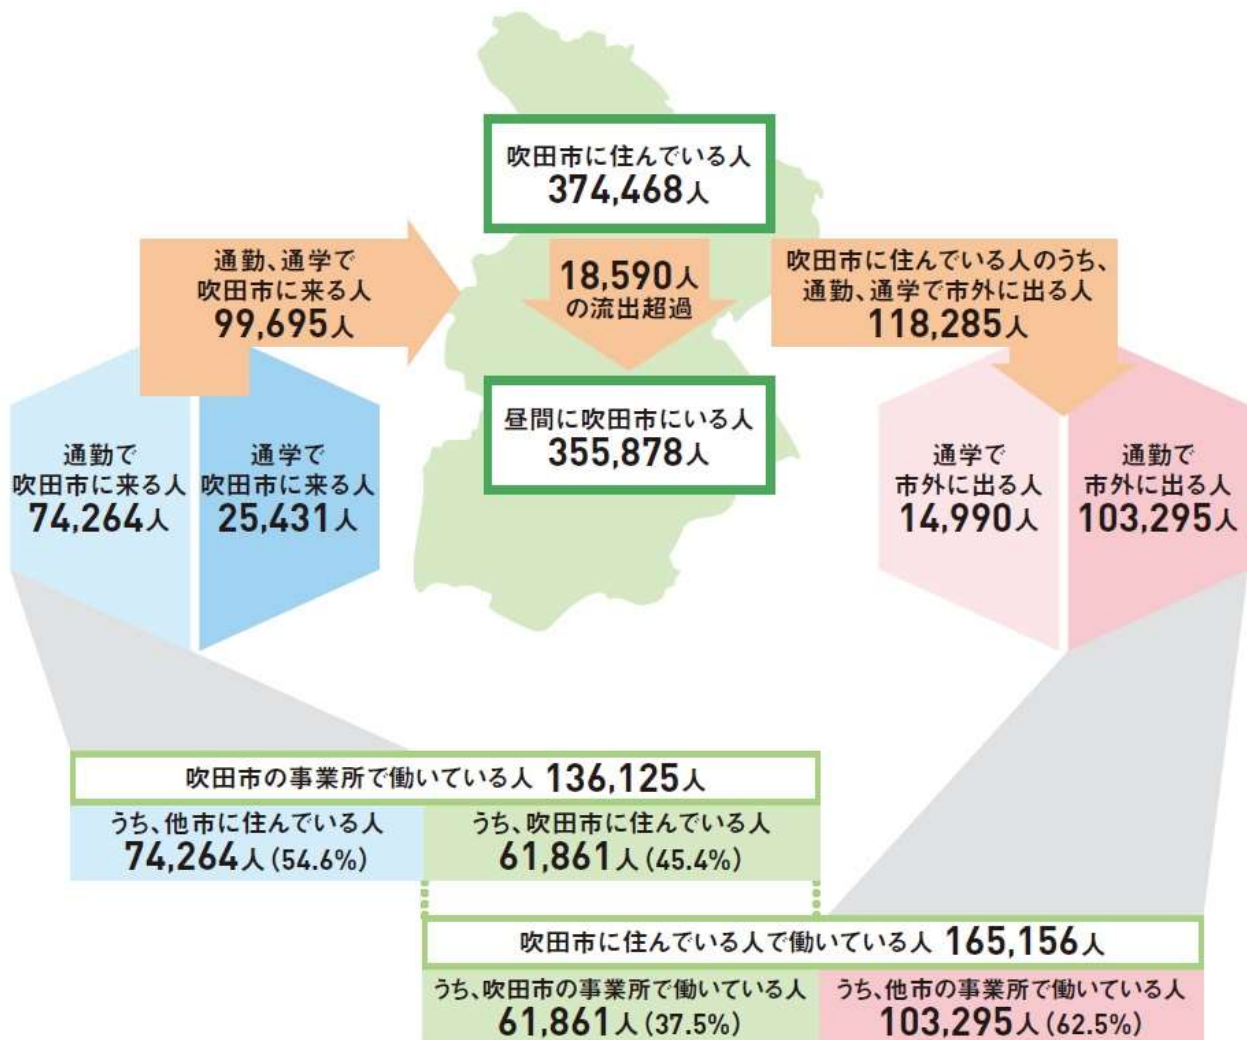 吹田市に住んでいる人
374,468人
通勤、通学で
吹田市に来る人
99,695人
18,590人
の流出超過
吹田市に住んでいる人のうち、
通勤、通学で市外に出る人
118,285人
昼間に吹田市にいる人
355,878人
通勤で
吹田市に来る人
74,264人
通学で
吹田市に来る人
25,431人
通学で
市外に出る人
14,990人
通勤で
市外に出る人
103,295人
吹田市の事業所で働いている人 136,125人
うち、他市に住んでいる人
74,264人(54.6%)
うち、吹田市に住んでいる人
61,861人(45.4%)
吹田市に住んでいる人で働いている人 165,156人
うち、吹田市の事業所で働いている人
61,861人(37.5%)
うち、他市の事業所で働いている人
103,295人(62.5%)